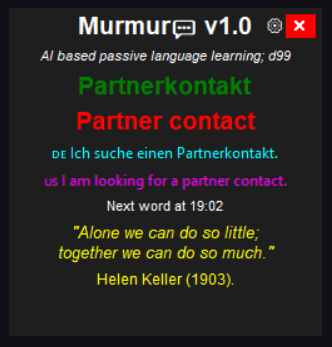 Murmur v1.0
AI based passive language learning; d99
Partnerkontakt
Partner contact
DE Ich suche einen Partnerkontakt.
US I am looking for a partner contact.
Next word at 19:02
"Alone we can do so little;
together we can do so much."
Helen Keller (1903).